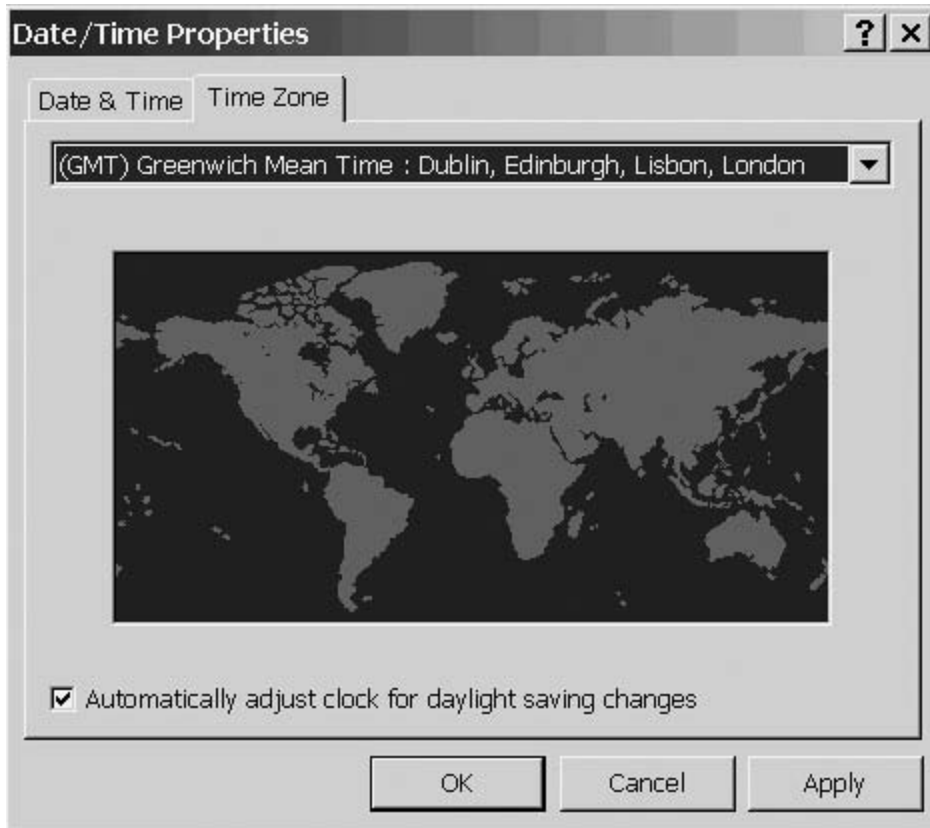 Date/Time Properties
Date & Time
Time Zone
(GMT) Greenwich Mean Time : Dublin, Edinburgh, Lisbon, London
Automatically adjust clock for daylight saving changes
OK
Cancel
Apply